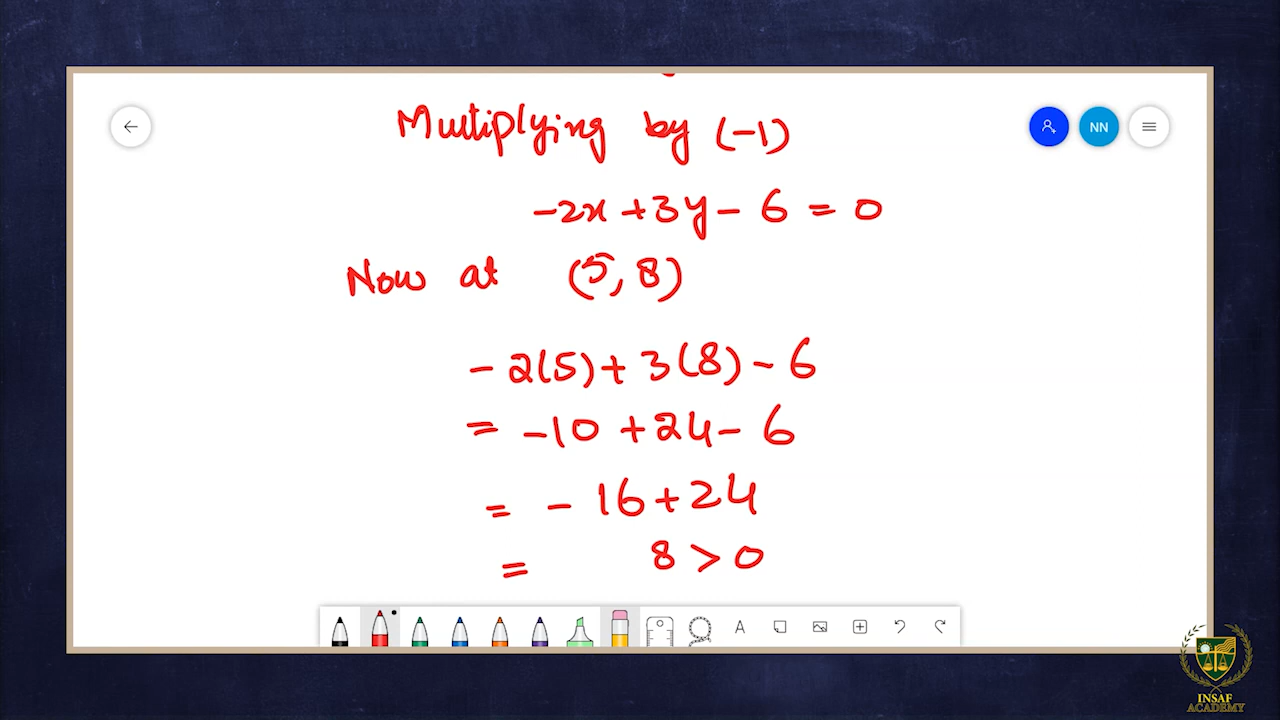 Multiplying by (-1)
NN
-2x + 3y - 6 = 0
Now at (5, 8)
- 2(5) + 3(8) - 6
= -10 + 24 - 6
= - 16 + 24
= 8 > 0
A
INSAF
ACADEMY